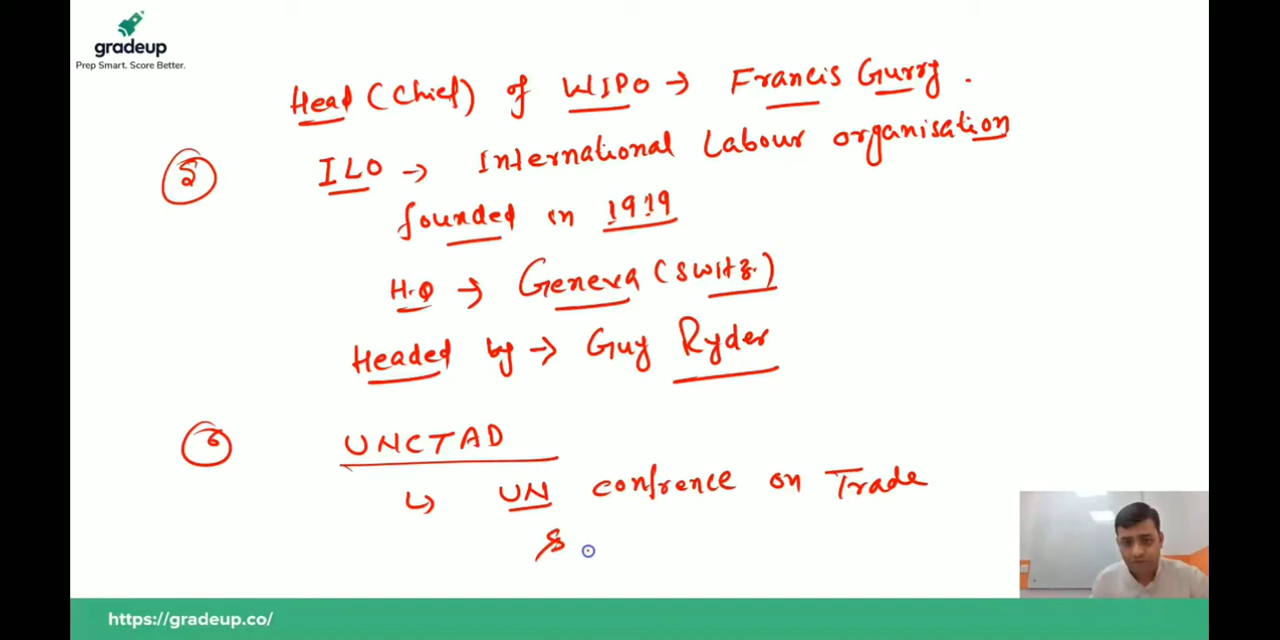 gradeup
Prep Smart. Score Better.
Head (Chief) of WIPO → Francis Gurry.
5 ILO → International Labour organisation
founded in 1919
H.Q → Geneva (Switz.)
Headed by → Guy Ryder
6 UNCTAD
↳ UN confrence on Trade
&
https://gradeup.co/